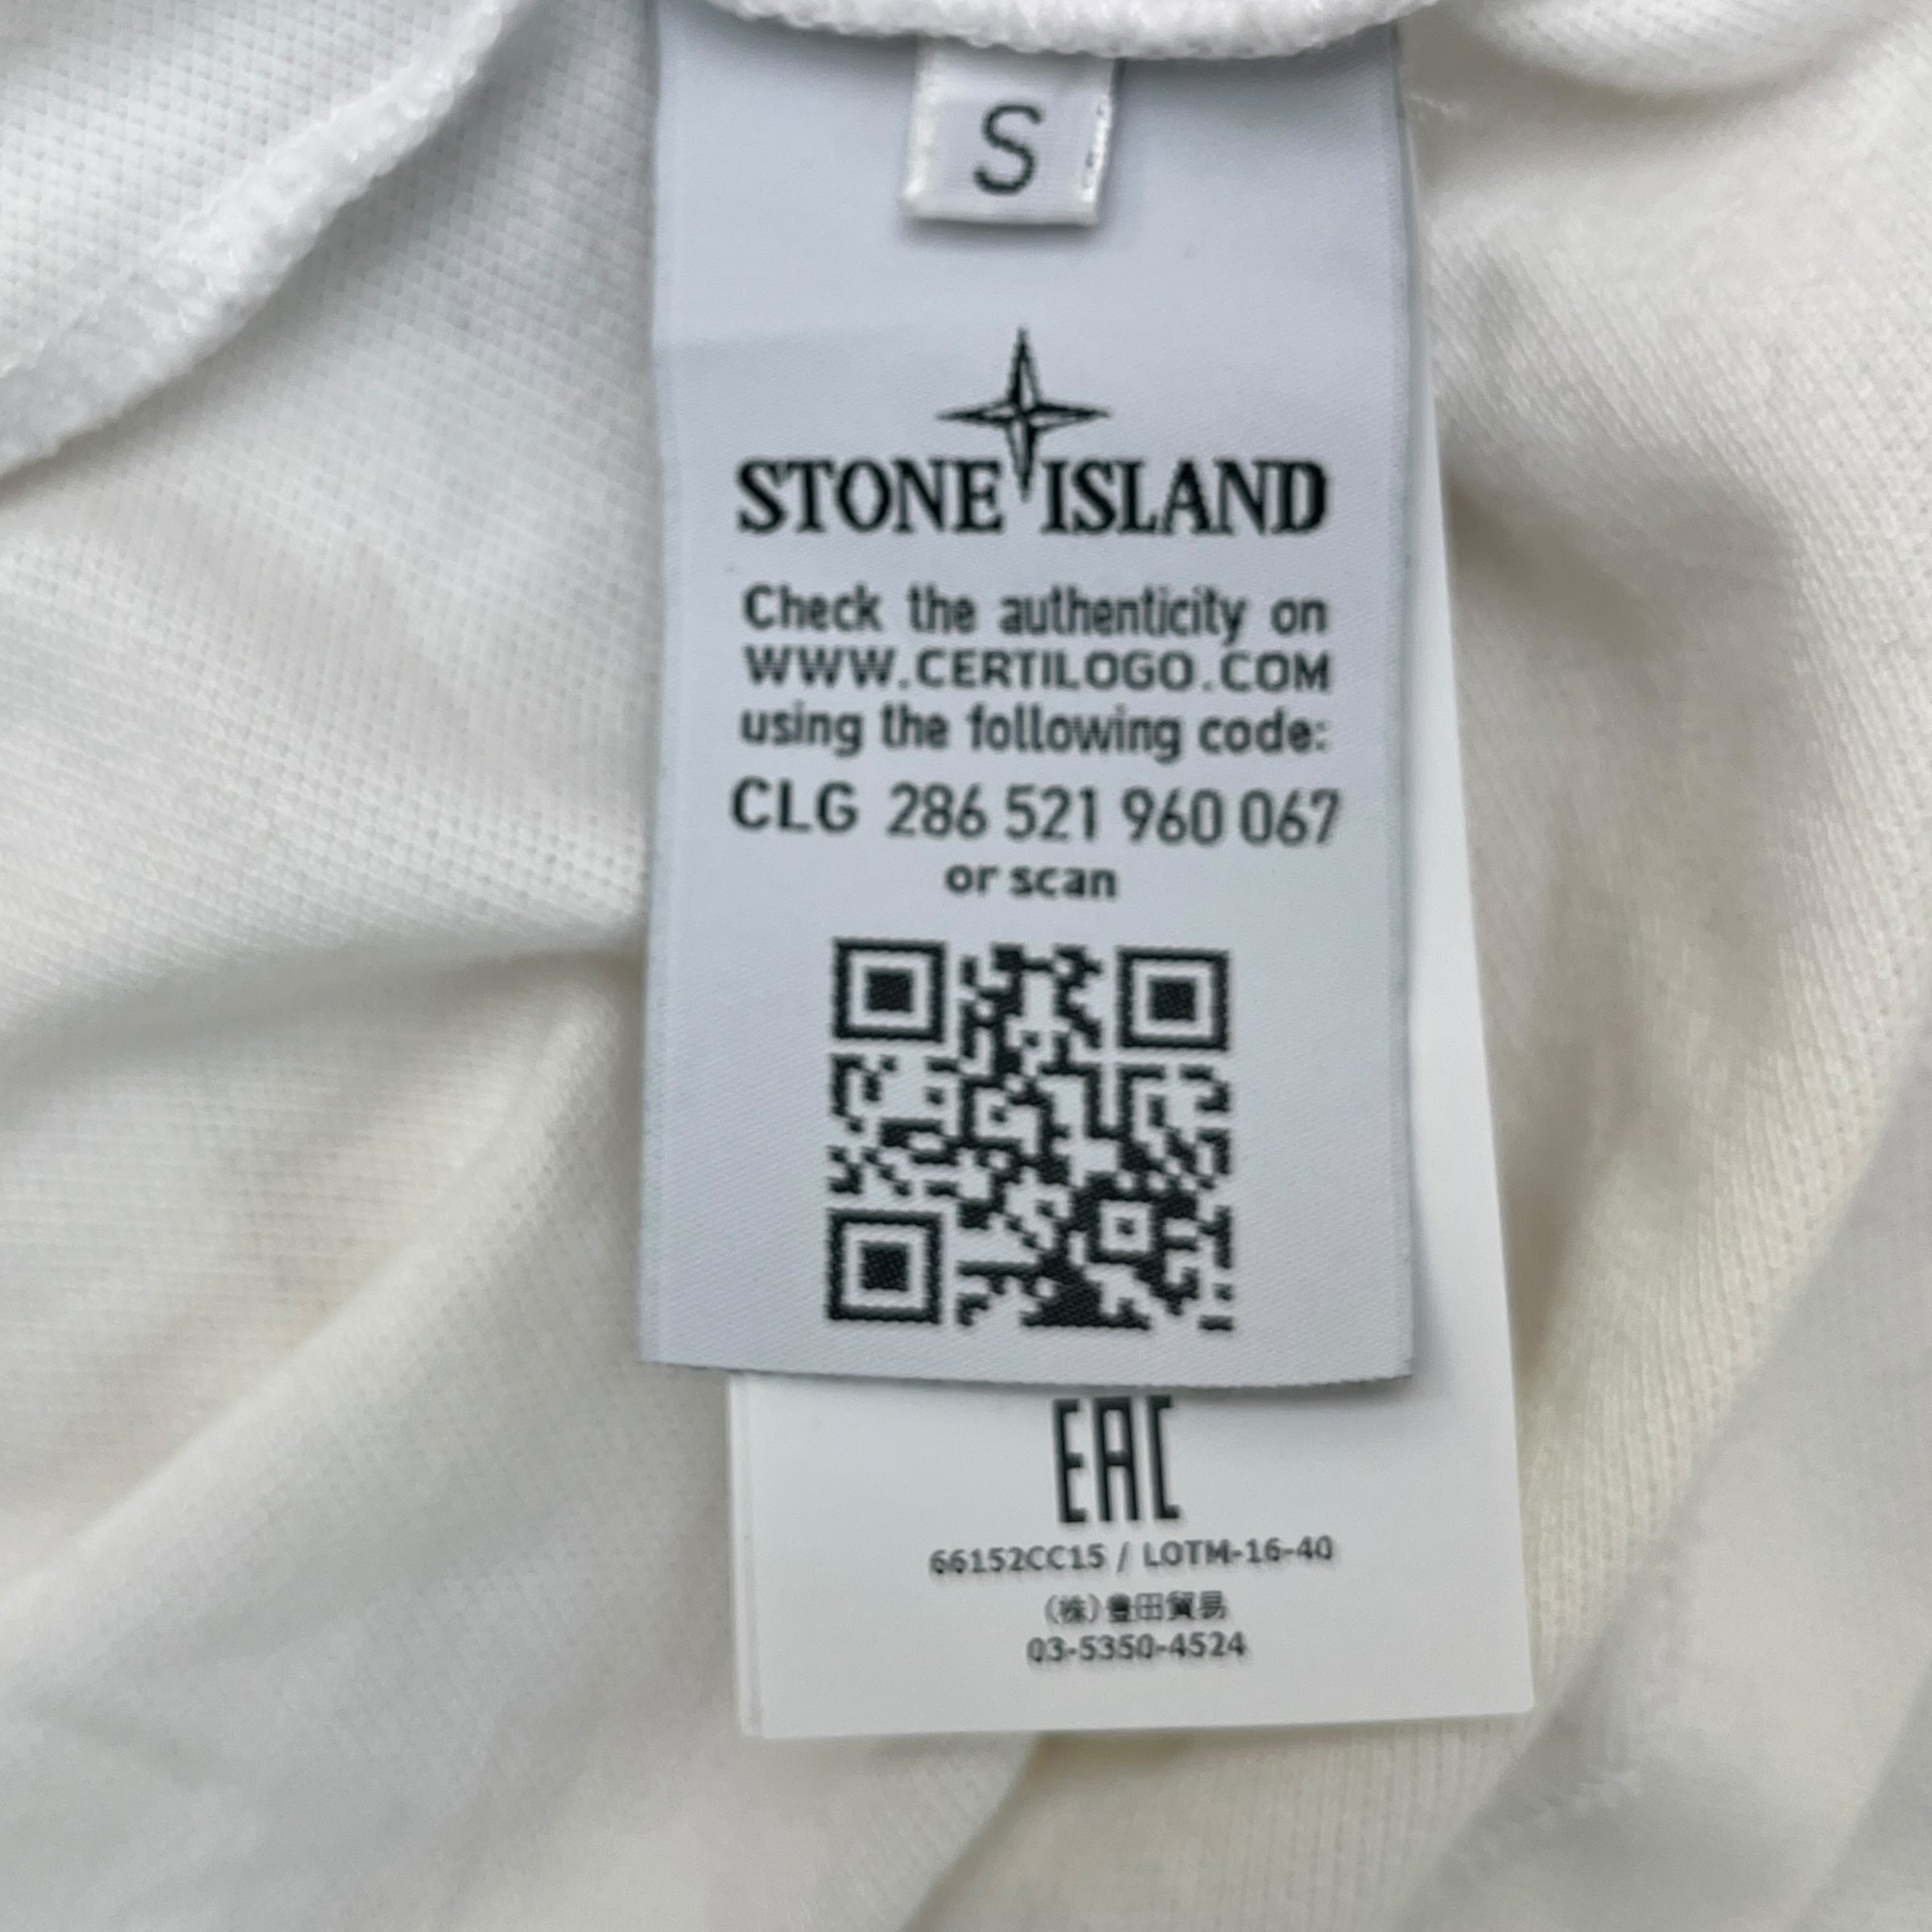 S
STONE ISLAND
Check the authenticity on
WWW.CERTILOGO.COM
using the following code:
CLG 286 521 960 067
or scan
EAC
66152CC15 / LOTM-16-40
(株)豊田貿易
03-5350-4524